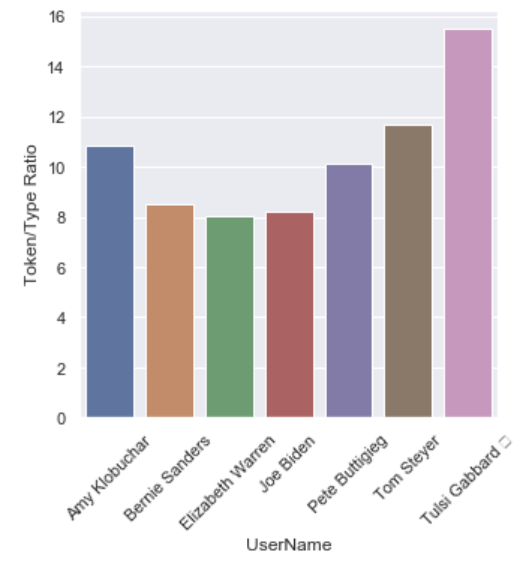 16
14
12
10
8
6
4
2
0
Token/Type Ratio
Amy Klobuchar
Bernie Sanders
Elizabeth Warren
Joe Biden
Pete Buttigieg
Tom Steyer
Tulsi Gabbard □
UserName